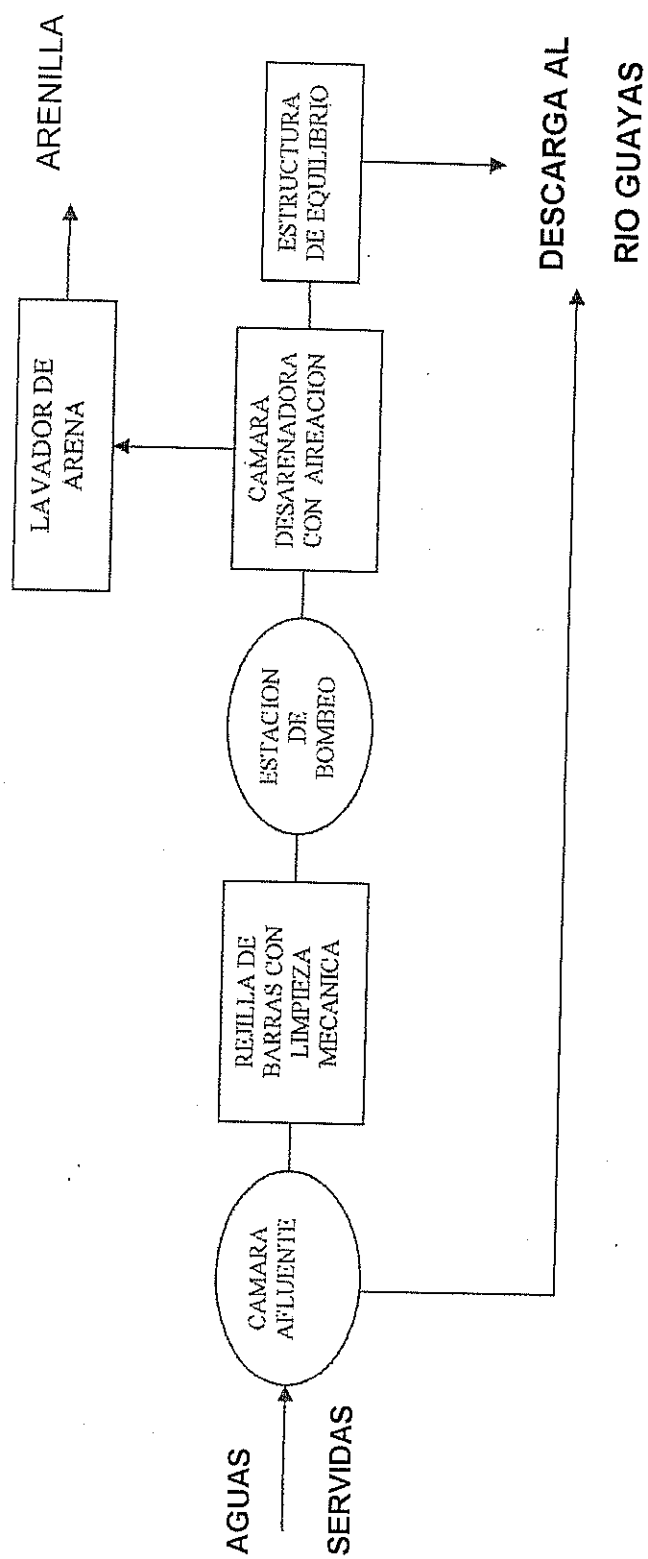 AGUAS
SERVIDAS
CAMARA
AFLUENTE
REJILLA DE
BARRAS CON
LIMPIEZA
MECANICA
ESTACION
DE
BOMBEO
CAMARA
DESARENADORA
CON AIREACION
LAVADOR DE
ARENA
ARENILLA
ESTRUCTURA
DE EQUILIBRIO
DESCARGA AL
RIO GUAYAS